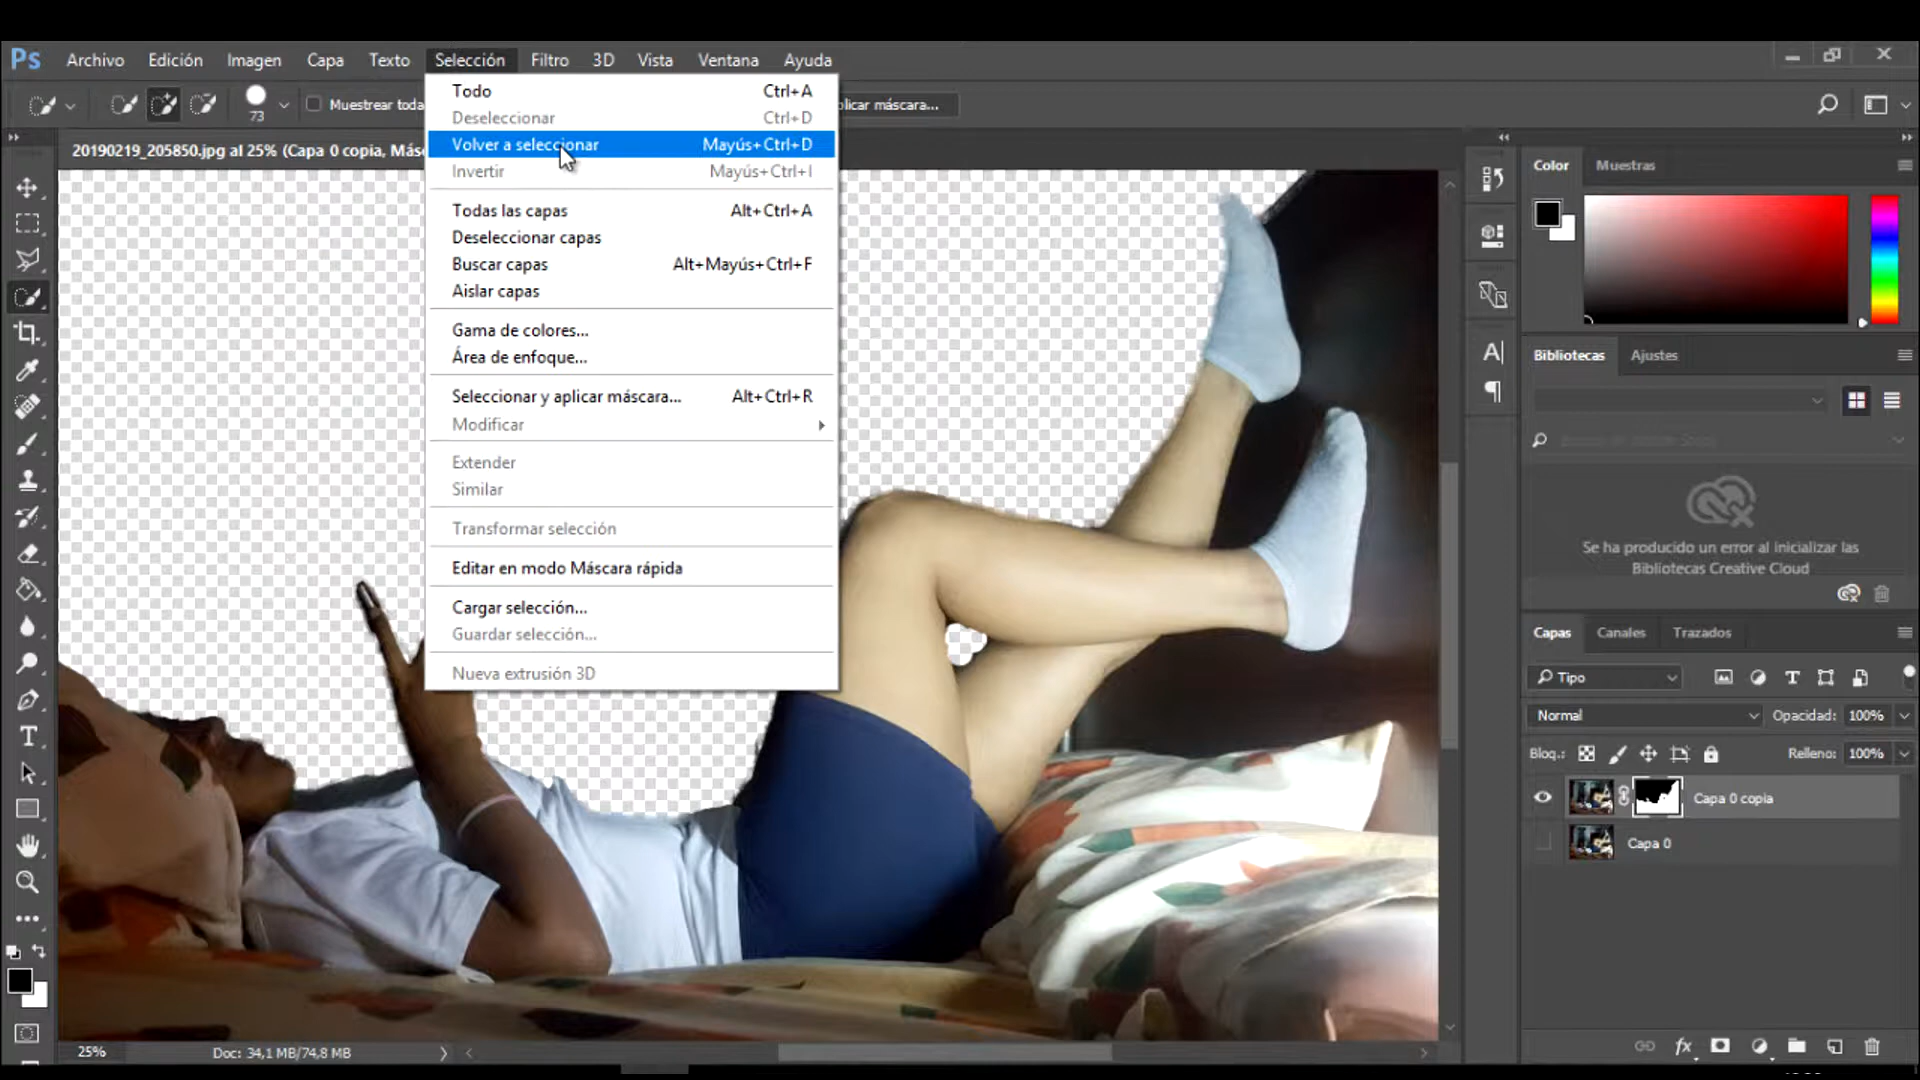 Ps Archivo Edición Imagen Capa Texto Selección Filtro 3D Vista Ventana Ayuda
73 Muestrear toda
plicar máscara...
20190219_205850.jpg al 25% (Capa 0 copia, Másc
Todo Ctrl+A
Deseleccionar Ctrl+D
Volver a seleccionar Mayús+Ctrl+D
Invertir Mayús+Ctrl+I
Todas las capas Alt+Ctrl+A
Deseleccionar capas
Buscar capas Alt+Mayús+Ctrl+F
Aislar capas
Gama de colores...
Área de enfoque...
Seleccionar y aplicar máscara... Alt+Ctrl+R
Modificar
Extender
Similar
Transformar selección
Editar en modo Máscara rápida
Cargar selección...
Guardar selección...
Nueva extrusión 3D
Color Muestras
Bibliotecas Ajustes
Se ha producido un error al inicializar las
Bibliotecas Creative Cloud
Capas Canales Trazados
Tipo
Normal Opacidad: 100%
Bloq.: Relleno: 100%
Capa 0 copia
Capa 0
fx
25% Doc: 34,1 MB/74,8 MB